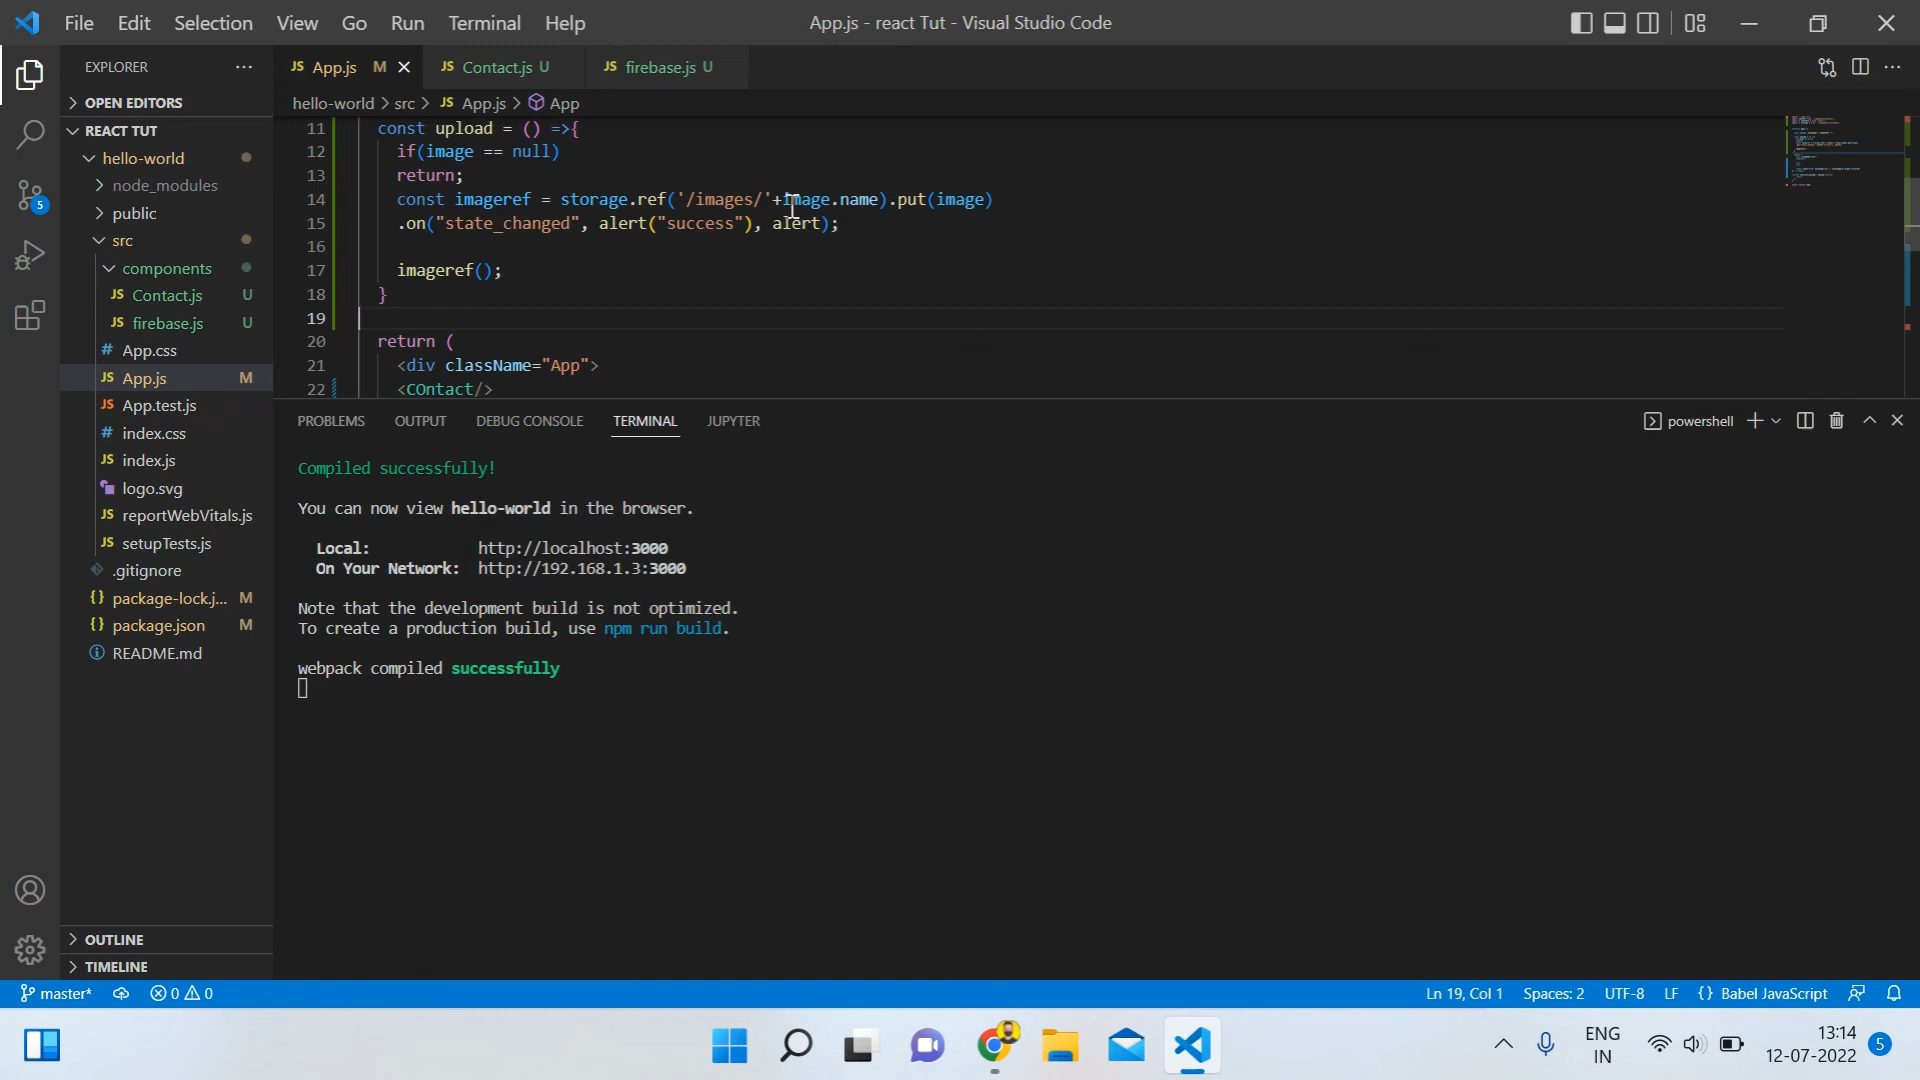 File Edit Selection View Go Run Terminal Help
App.js - react Tut - Visual Studio Code
EXPLORER
OPEN EDITORS
REACT TUT
hello-world
node_modules
public
src
components
JS Contact.js U
JS firebase.js U
# App.css
JS App.js M
JS App.test.js
# index.css
JS index.js
logo.svg
JS reportWebVitals.js
JS setupTests.js
.gitignore
{} package-lock.j... M
{} package.json M
README.md
OUTLINE
TIMELINE
5
JS App.js M
JS Contact.js U
JS firebase.js U
hello-world > src > JS App.js > App
11 const upload = () =>{
12 if(image == null)
13 return;
14 const imageref = storage.ref('/images/'+image.name).put(image)
15 .on("state_changed", alert("success"), alert);
16
17 imageref();
18 }
19
20 return (
21 <div className="App">
22 <COntact/>
PROBLEMS OUTPUT DEBUG CONSOLE TERMINAL JUPYTER
powershell
Compiled successfully!
You can now view hello-world in the browser.
Local: http://localhost:3000
On Your Network: http://192.168.1.3:3000
Note that the development build is not optimized.
To create a production build, use npm run build.
webpack compiled successfully
master* 0 0
Ln 19, Col 1 Spaces: 2 UTF-8 LF {} Babel JavaScript
ENG
IN
13:14
12-07-2022
5